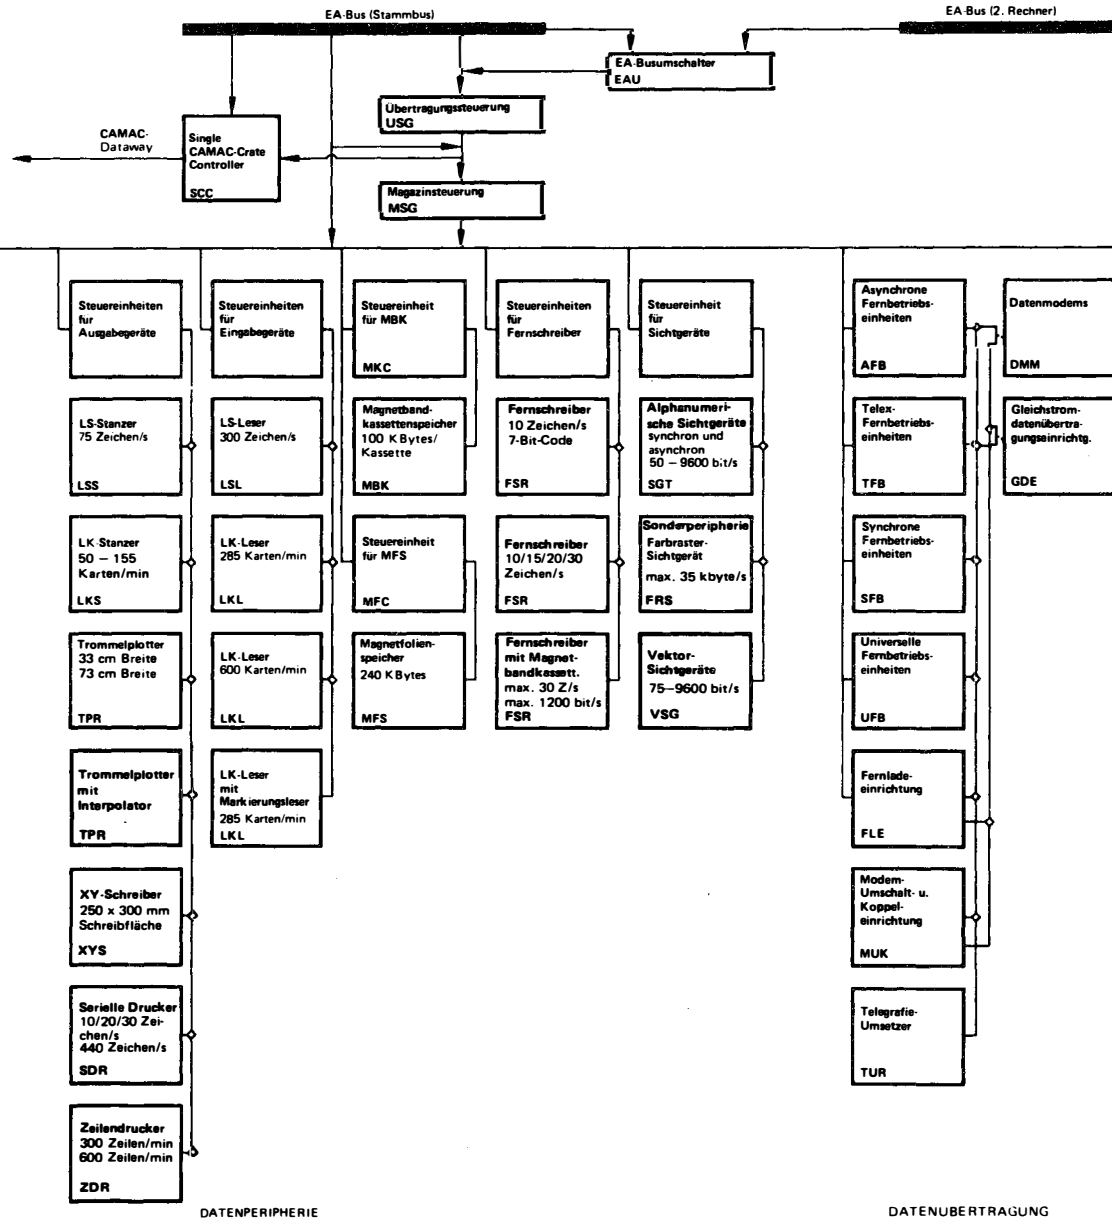 EA-Bus (Stammbus)
EA-Bus (2. Rechner)
EA-Busumschalter
EAU
Übertragungssteuerung
USG
CAMAC-
Dataway
Single
CAMAC-Crate
Controller
SCC
Magazinsteuerung
MSG
Steuereinheiten
für
Ausgabegeräte
LS-Stanzer
75 Zeichen/s
LSS
LK-Stanzer
50 – 155
Karten/min
LKS
Trommelplotter
33 cm Breite
73 cm Breite
TPR
Trommelplotter
mit
Interpolator
TPR
XY-Schreiber
250 x 300 mm
Schreibfläche
XYS
Serielle Drucker
10/20/30 Zei-
chen/s
440 Zeichen/s
SDR
Zeilendrucker
300 Zeilen/min
600 Zeilen/min
ZDR
Steuereinheiten
für
Eingabegeräte
LS-Leser
300 Zeichen/s
LSL
LK-Leser
285 Karten/min
LKL
LK-Leser
600 Karten/min
LKL
LK-Leser
mit
Markierungsleser
285 Karten/min
LKL
Steuereinheit
für MBK
MKC
Magnetband-
kassettenspeicher
100 KBytes/
Kassette
MBK
Steuereinheit
für MFS
MFC
Magnetfolien-
speicher
240 KBytes
MFS
Steuereinheiten
für
Fernschreiber
Fernschreiber
10 Zeichen/s
7-Bit-Code
FSR
Fernschreiber
10/15/20/30
Zeichen/s
FSR
Fernschreiber
mit Magnet-
bandkassett.
max. 30 Z/s
max. 1200 bit/s
FSR
Steuereinheit
für
Sichtgeräte
Alphanumeri-
sche Sichtgeräte
synchron und
asynchron
50 – 9600 bit/s
SGT
Sonderperipherie
Farbraster-
Sichtgerät
max. 35 kbyte/s
FRS
Vektor-
Sichtgeräte
75–9600 bit/s
VSG
Asynchrone
Fernbetriebs-
einheiten
AFB
Telex-
Fernbetriebs-
einheiten
TFB
Synchrone
Fernbetriebs-
einheiten
SFB
Universelle
Fernbetriebs-
einheiten
UFB
Fernlade-
einrichtung
FLE
Modem-
Umschalt- u.
Koppel-
einrichtung
MUK
Telegrafie-
Umsetzer
TUR
Datenmodems
DMM
Gleichstrom-
datenübertra-
gungseinrichtg.
GDE
DATENPERIPHERIE
DATENUBERTRAGUNG